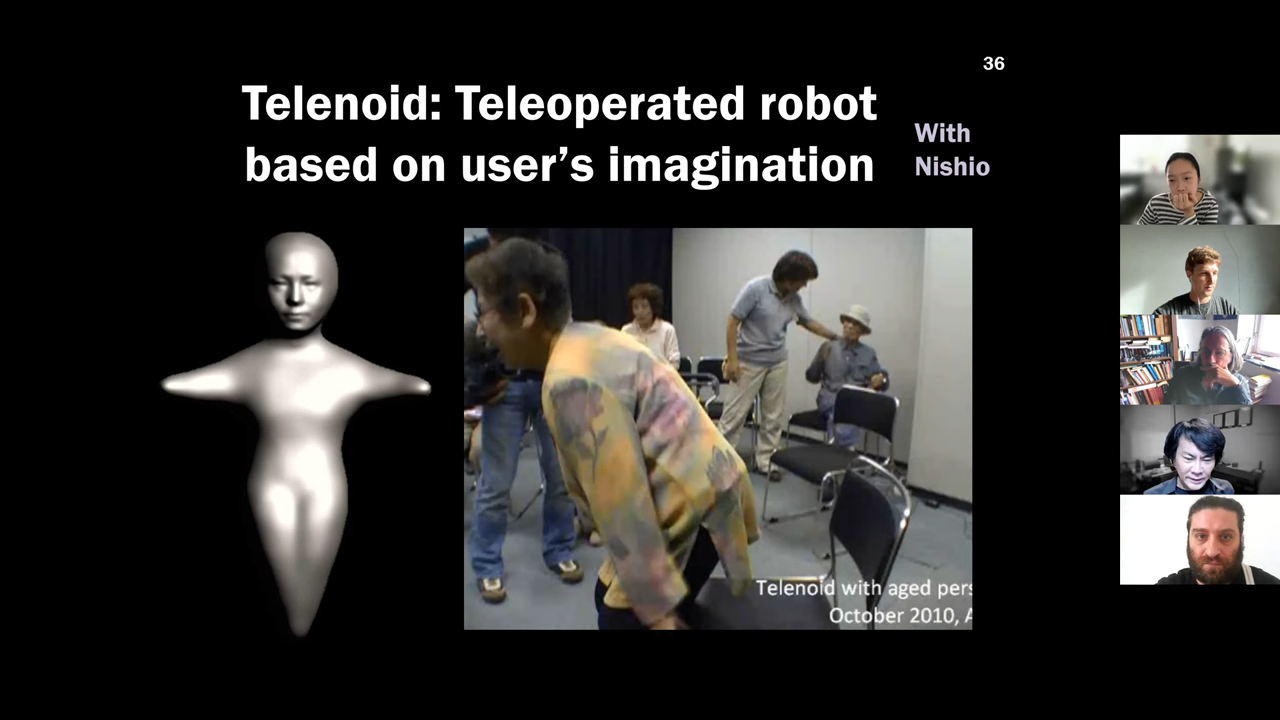 36
Telenoid: Teleoperated robot
based on user's imagination
With
Nishio
Telenoid with aged pers
October 2010, A